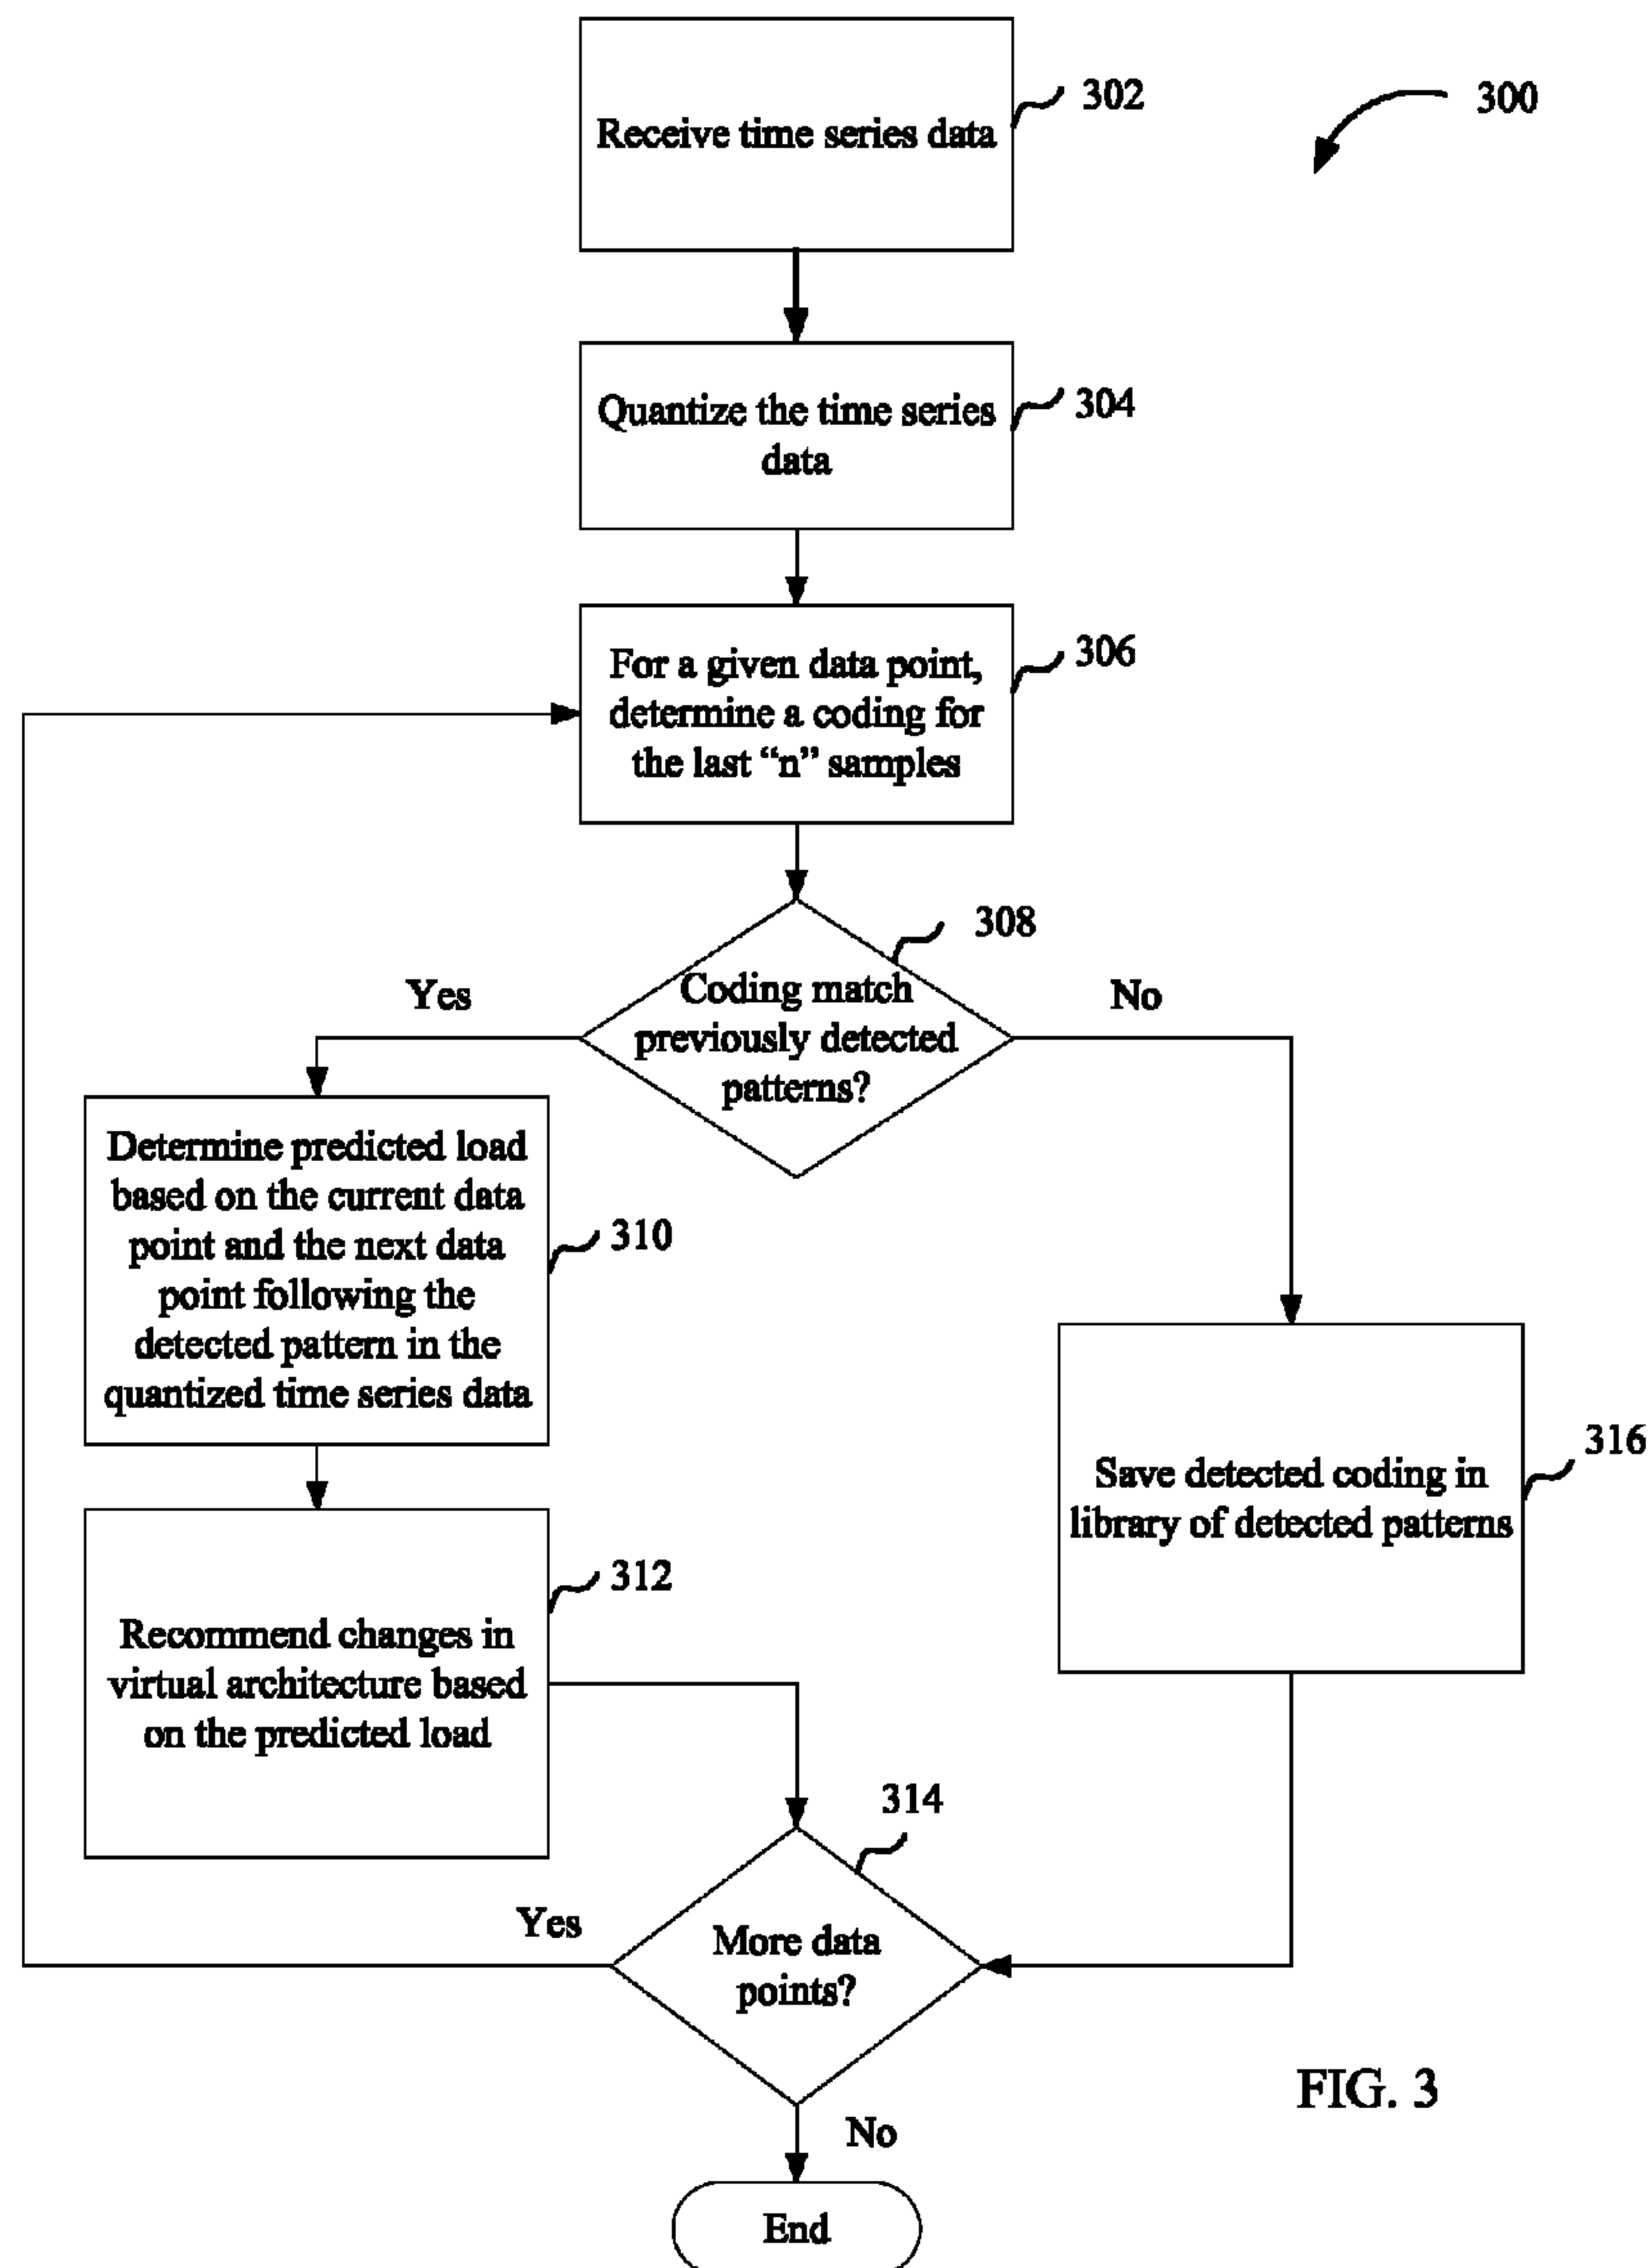 Receive time series data
302
300
Quantize the time series
data
304
For a given data point,
determine a coding for
the last “n” samples
306
308
Coding match
previously detected
patterns?
Yes
No
Determine predicted load
based on the current data
point and the next data
point following the
detected pattern in the
quantized time series data
310
Save detected coding in
library of detected patterns
316
Recommend changes in
virtual architecture based
on the predicted load
312
314
More data
points?
Yes
No
End
FIG. 3